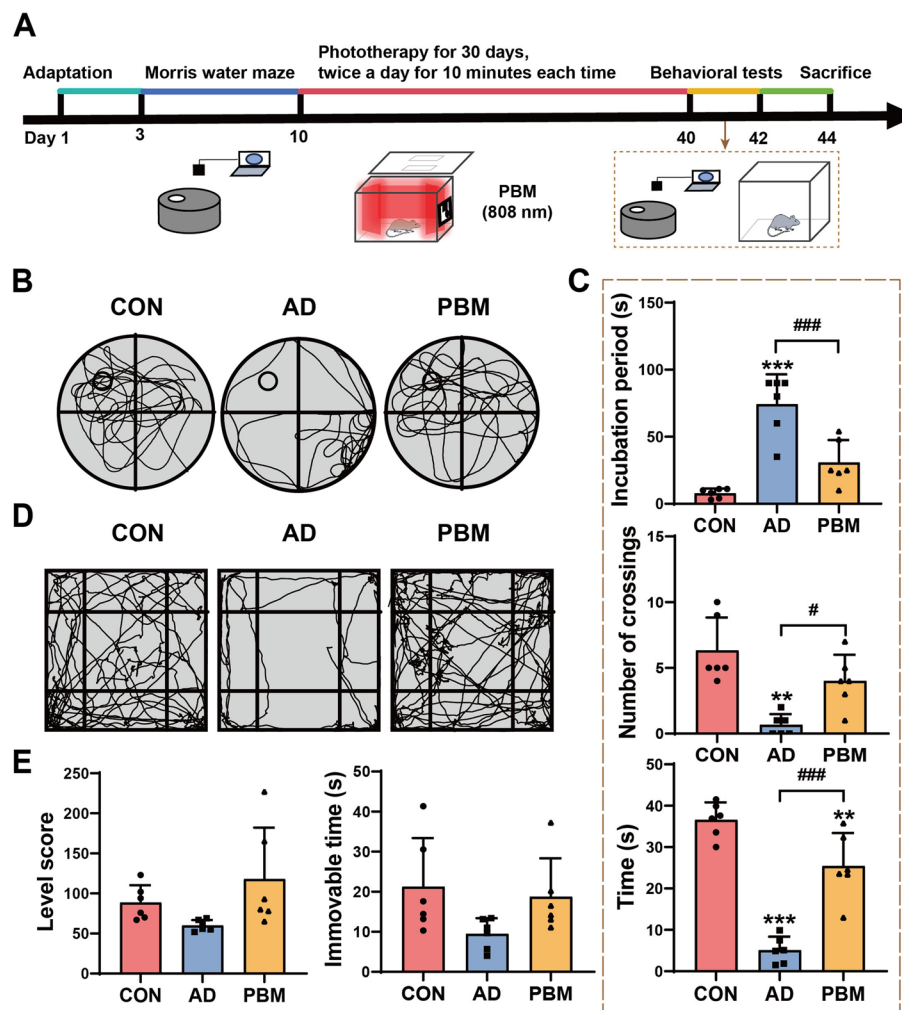 A
Phototherapy for 30 days,
Adaptation Morris water maze twice a day for 10 minutes each time Behavioral tests Sacrifice
Day 1 3 10 40 42 44
PBM
(808 nm)
B
CON AD PBM
D
CON AD PBM
C
Incubation period (s)
150
100
50
0
###
***
CON AD PBM
Number of crossings
15
10
5
0
#
**
CON AD PBM
Time (s)
50
40
30
20
10
0
###
**
***
CON AD PBM
E
Level score
250
200
150
100
50
0
CON AD PBM
Immovable time (s)
50
40
30
20
10
0
CON AD PBM